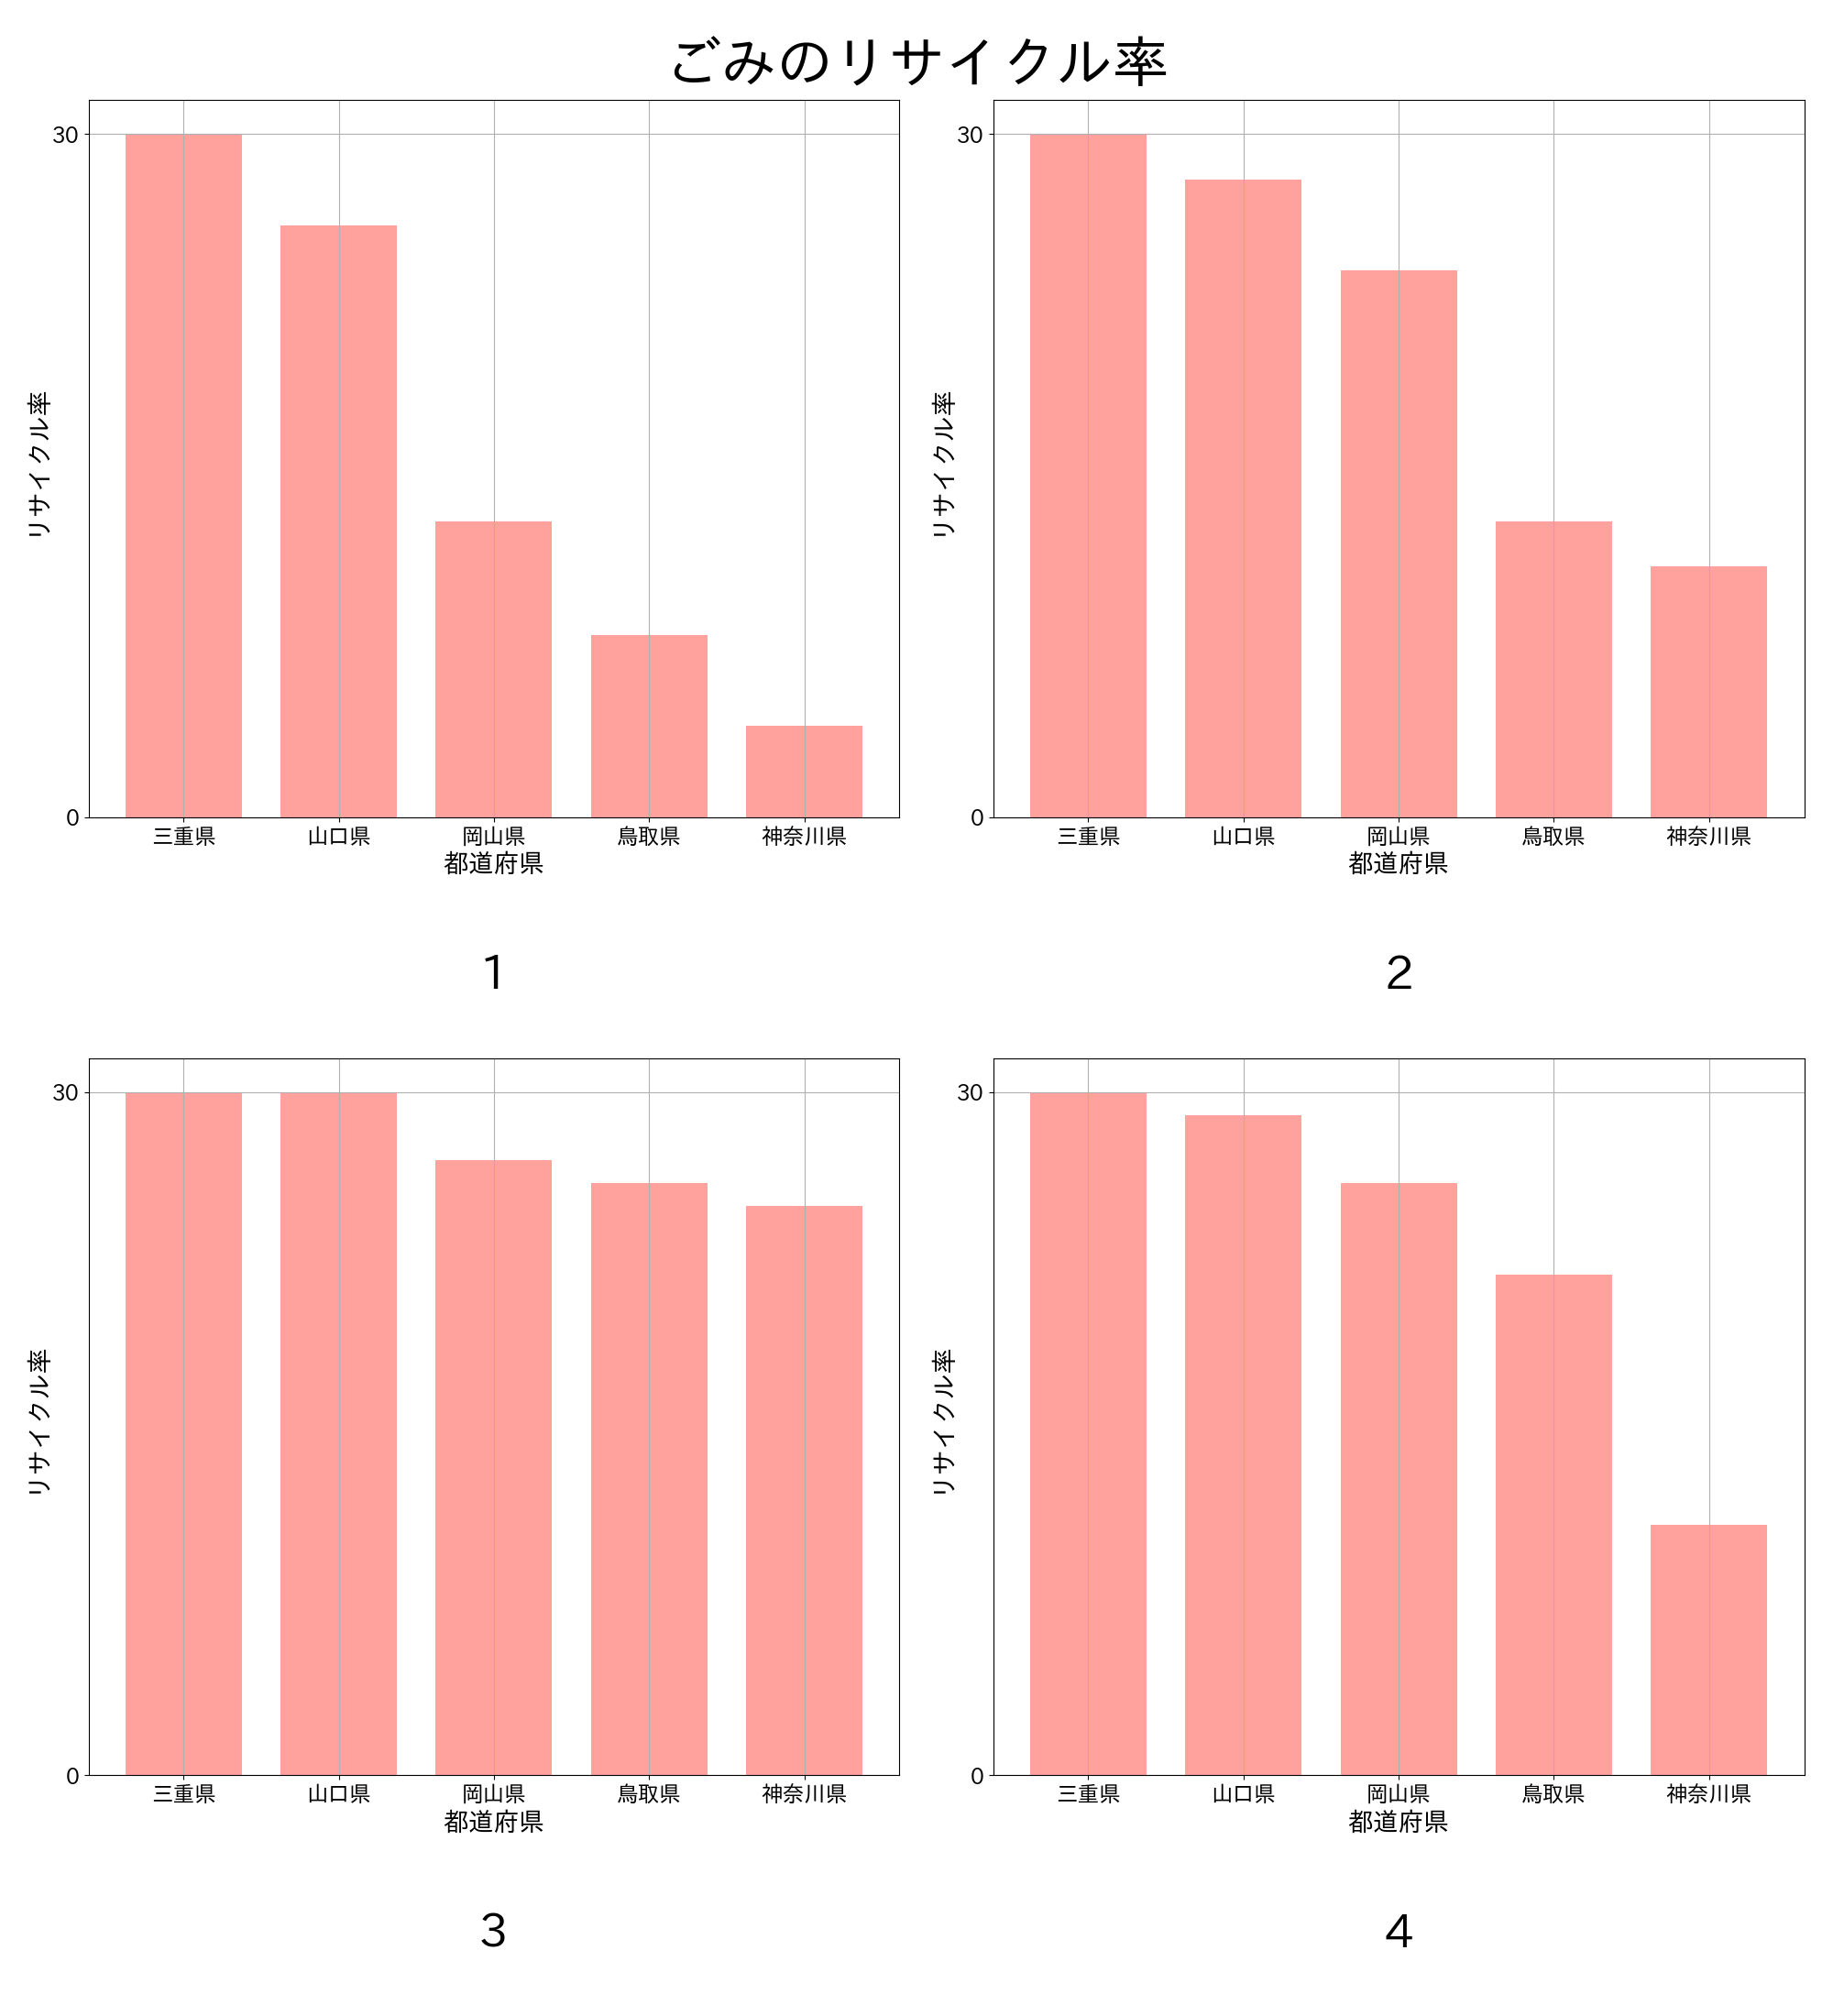 ごみのリサイクル率
30
0
リサイクル率
三重県 山口県 岡山県 鳥取県 神奈川県
都道府県
1
30
0
リサイクル率
三重県 山口県 岡山県 鳥取県 神奈川県
都道府県
2
30
0
リサイクル率
三重県 山口県 岡山県 鳥取県 神奈川県
都道府県
3
30
0
リサイクル率
三重県 山口県 岡山県 鳥取県 神奈川県
都道府県
4